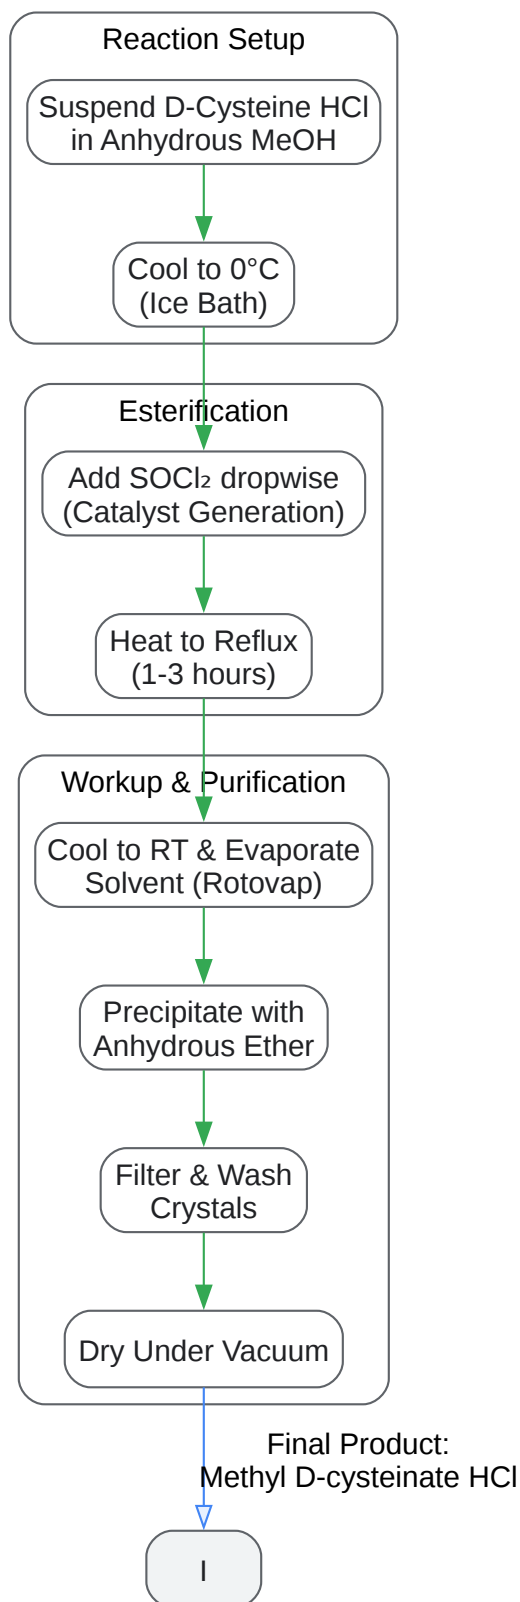 Reaction Setup
Suspend D-Cysteine HCl
in Anhydrous MeOH
Cool to 0°C
(Ice Bath)
Esterification
Add SOCl₂ dropwise
(Catalyst Generation)
Heat to Reflux
(1-3 hours)
Workup & Purification
Cool to RT & Evaporate
Solvent (Rotovap)
Precipitate with
Anhydrous Ether
Filter & Wash
Crystals
Dry Under Vacuum
Final Product:
Methyl D-cysteinate HCl
I